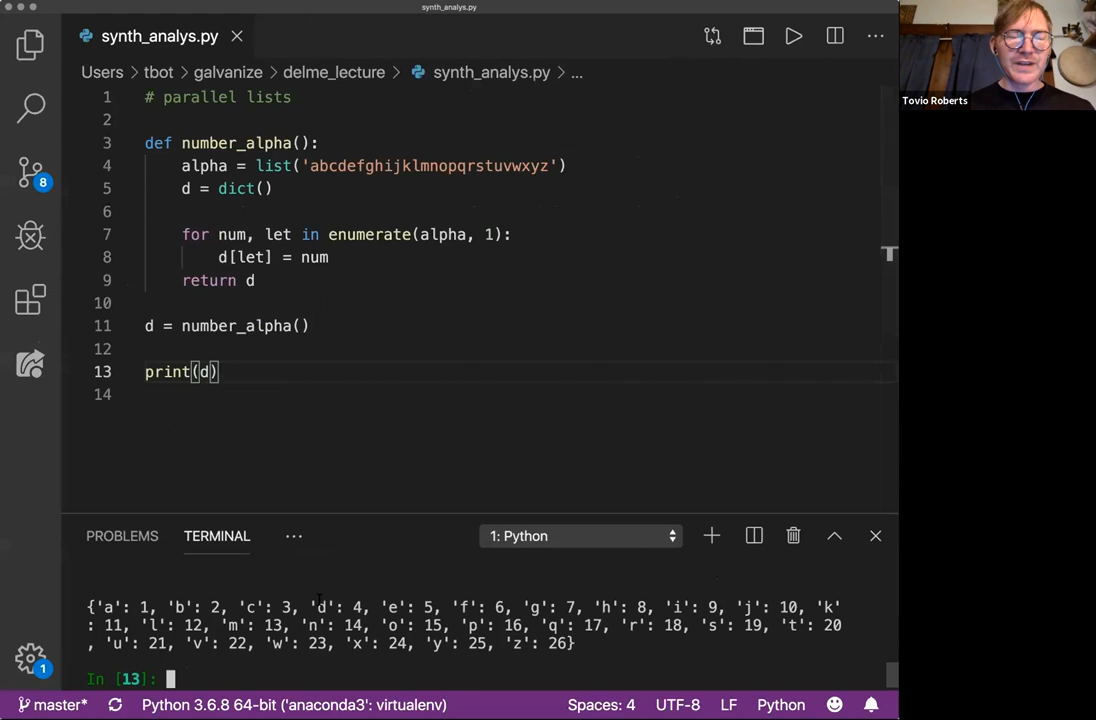 synth_analys.py
synth_analys.py
Users > tbot > galvanize > delme_lecture > synth_analys.py > ...
Tovio Roberts
1 # parallel lists
2
3 def number_alpha():
4     alpha = list('abcdefghijklmnopqrstuvwxyz')
5     d = dict()
6
7     for num, let in enumerate(alpha, 1):
8         d[let] = num
9     return d
10
11 d = number_alpha()
12
13 print(d)
14
8
PROBLEMS TERMINAL ... 1: Python
{'a': 1, 'b': 2, 'c': 3, 'd': 4, 'e': 5, 'f': 6, 'g': 7, 'h': 8, 'i': 9, 'j': 10, 'k'
: 11, 'l': 12, 'm': 13, 'n': 14, 'o': 15, 'p': 16, 'q': 17, 'r': 18, 's': 19, 't': 20
, 'u': 21, 'v': 22, 'w': 23, 'x': 24, 'y': 25, 'z': 26}
In [13]:
1
master* Python 3.6.8 64-bit ('anaconda3': virtualenv) Spaces: 4 UTF-8 LF Python